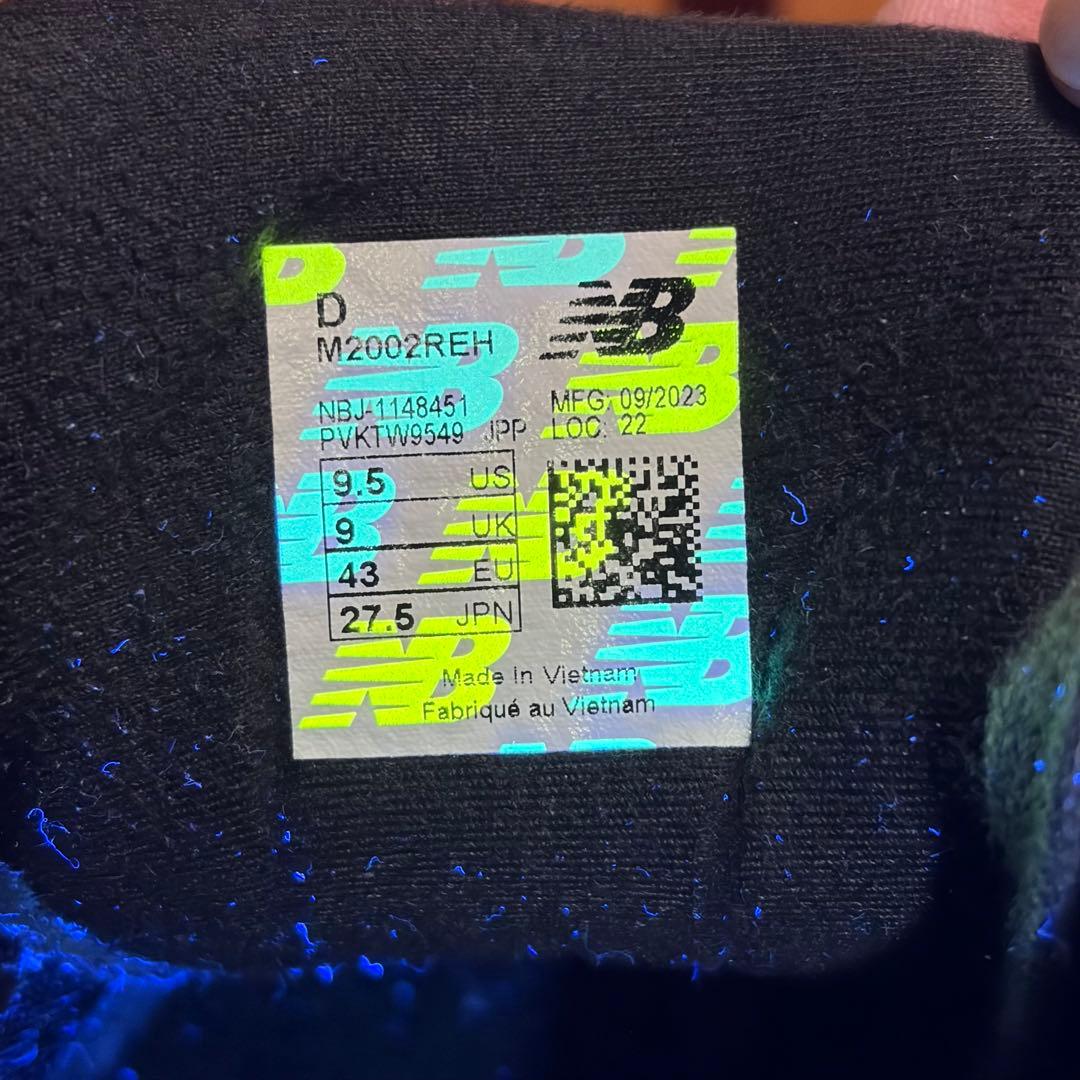 D
M2002REH
NB
NBJ-1148451
PVKTW9549 JPP
MFG: 09/2023
LOC: 22
9.5 US
9 UK
43 EU
27.5 JPN
Made In Vietnam
Fabriqué au Vietnam